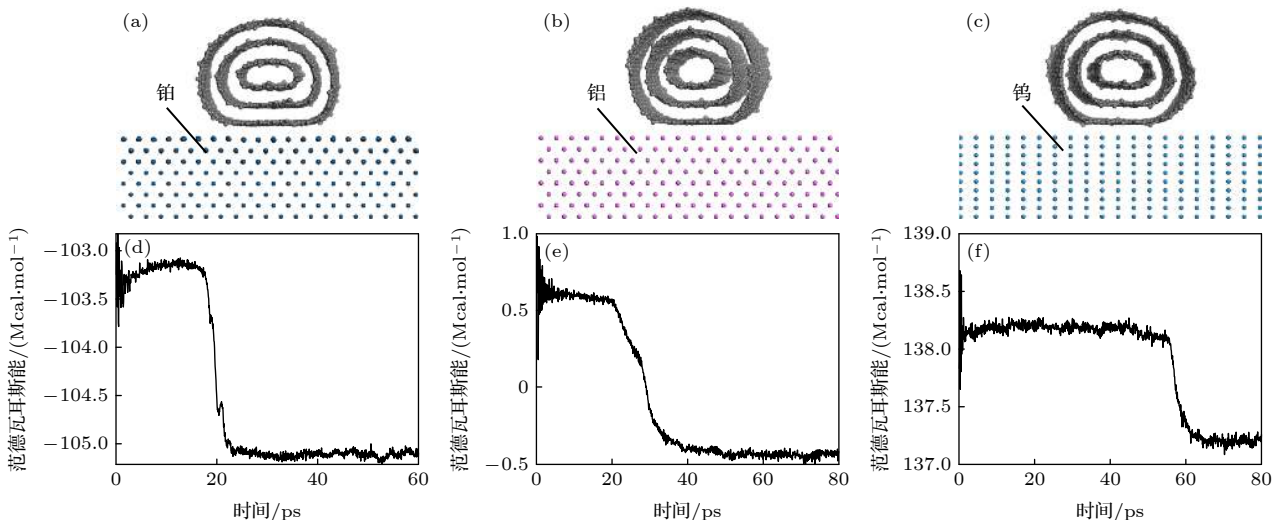 (a)
铂
(b)
铝
(c)
钨
(d)
−103.0
−103.5
−104.0
−104.5
−105.0
范德瓦耳斯能/(Mcal·mol−1)
0
20
40
60
时间/ps
(e)
1.0
0.5
0
−0.5
范德瓦耳斯能/(Mcal·mol−1)
0
20
40
60
80
时间/ps
(f)
139.0
138.5
138.0
137.5
137.0
范德瓦耳斯能/(Mcal·mol−1)
0
20
40
60
80
时间/ps